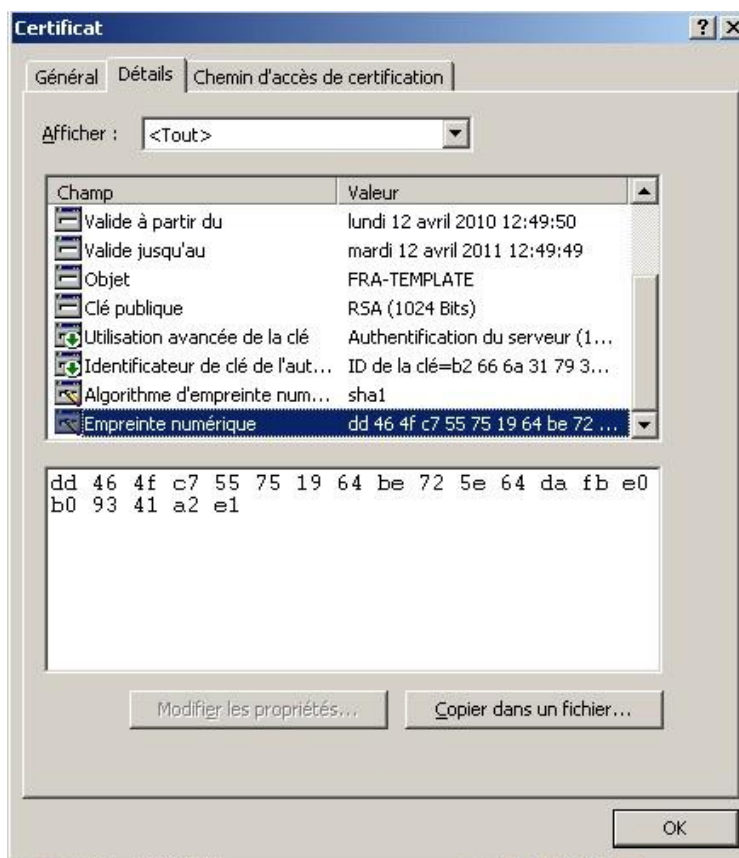 Certificat
Général Détails Chemin d'accès de certification
Afficher : <Tout>
Champ Valeur
Valide à partir du lundi 12 avril 2010 12:49:50
Valide jusqu'au mardi 12 avril 2011 12:49:49
Objet FRA-TEMPLATE
Clé publique RSA (1024 Bits)
Utilisation avancée de la clé Authentification du serveur (1...
Identificateur de clé de l'aut... ID de la clé=b2 66 6a 31 79 3...
Algorithme d'empreinte num... sha1
Empreinte numérique dd 46 4f c7 55 75 19 64 be 72 ...
dd 46 4f c7 55 75 19 64 be 72 5e 64 da fb e0
b0 93 41 a2 e1
Modifier les propriétés... Copier dans un fichier...
OK